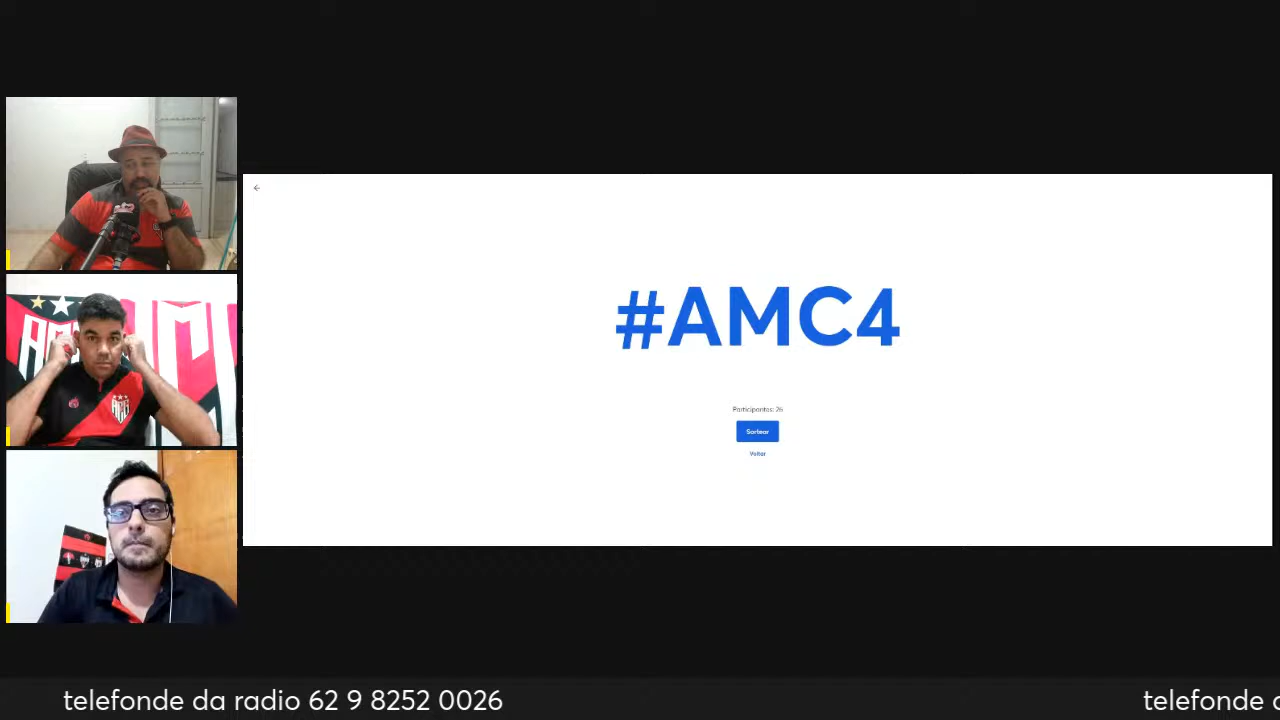 #AMC4
Participantes: 26
Sortear
Voltar
telefonde da radio 62 9 8252 0026
telefonde